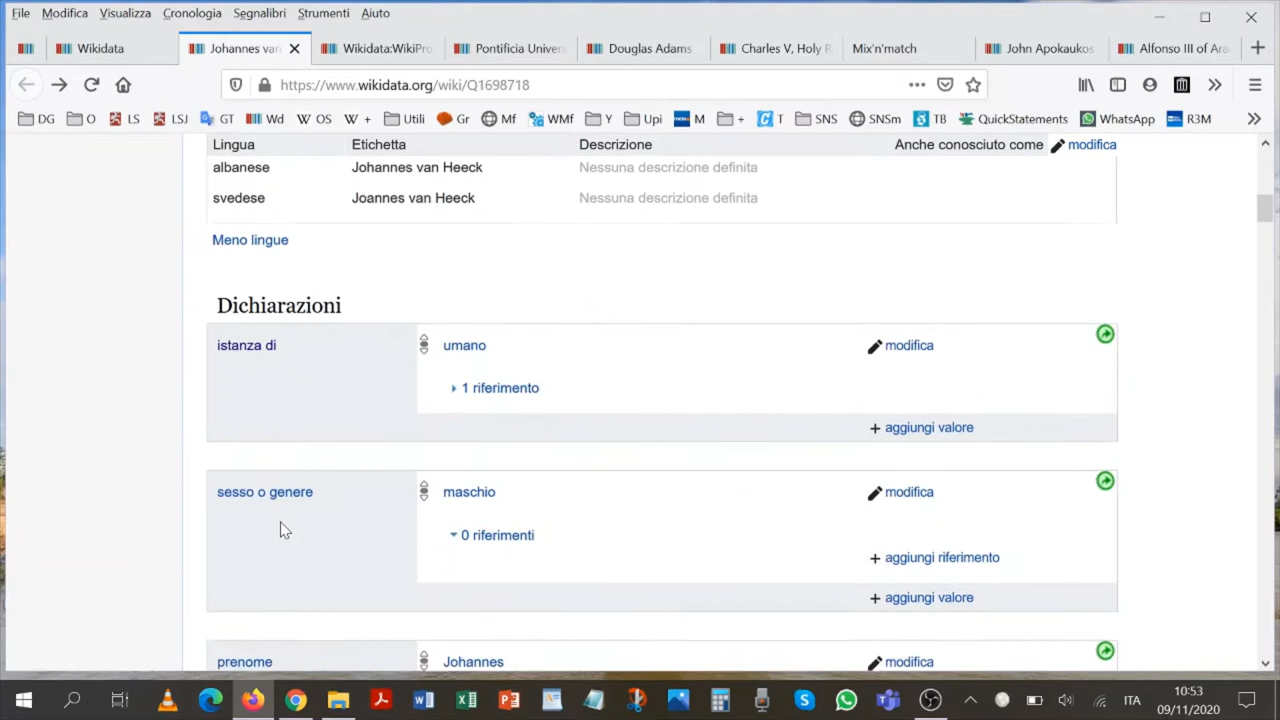 File Modifica Visualizza Cronologia Segnalibri Strumenti Aiuto
Wikidata Johannes van Wikidata:WikiPro Pontificia Univer Douglas Adams Charles V, Holy R Mix'n'match John Apokaukos Alfonso III of Ara
https://www.wikidata.org/wiki/Q1698718
DG O LS LSJ GT Wd OS + Utili Gr Mf WMf Y Upi M + T SNS SNSm TB QuickStatements WhatsApp R3M
Lingua Etichetta Descrizione Anche conosciuto come modifica
albanese Johannes van Heeck Nessuna descrizione definita
svedese Joannes van Heeck Nessuna descrizione definita
Meno lingue
Dichiarazioni
istanza di umano modifica
1 riferimento
+ aggiungi valore
sesso o genere maschio modifica
0 riferimenti
+ aggiungi riferimento
+ aggiungi valore
prenome Johannes modifica
ITA 10:53
09/11/2020